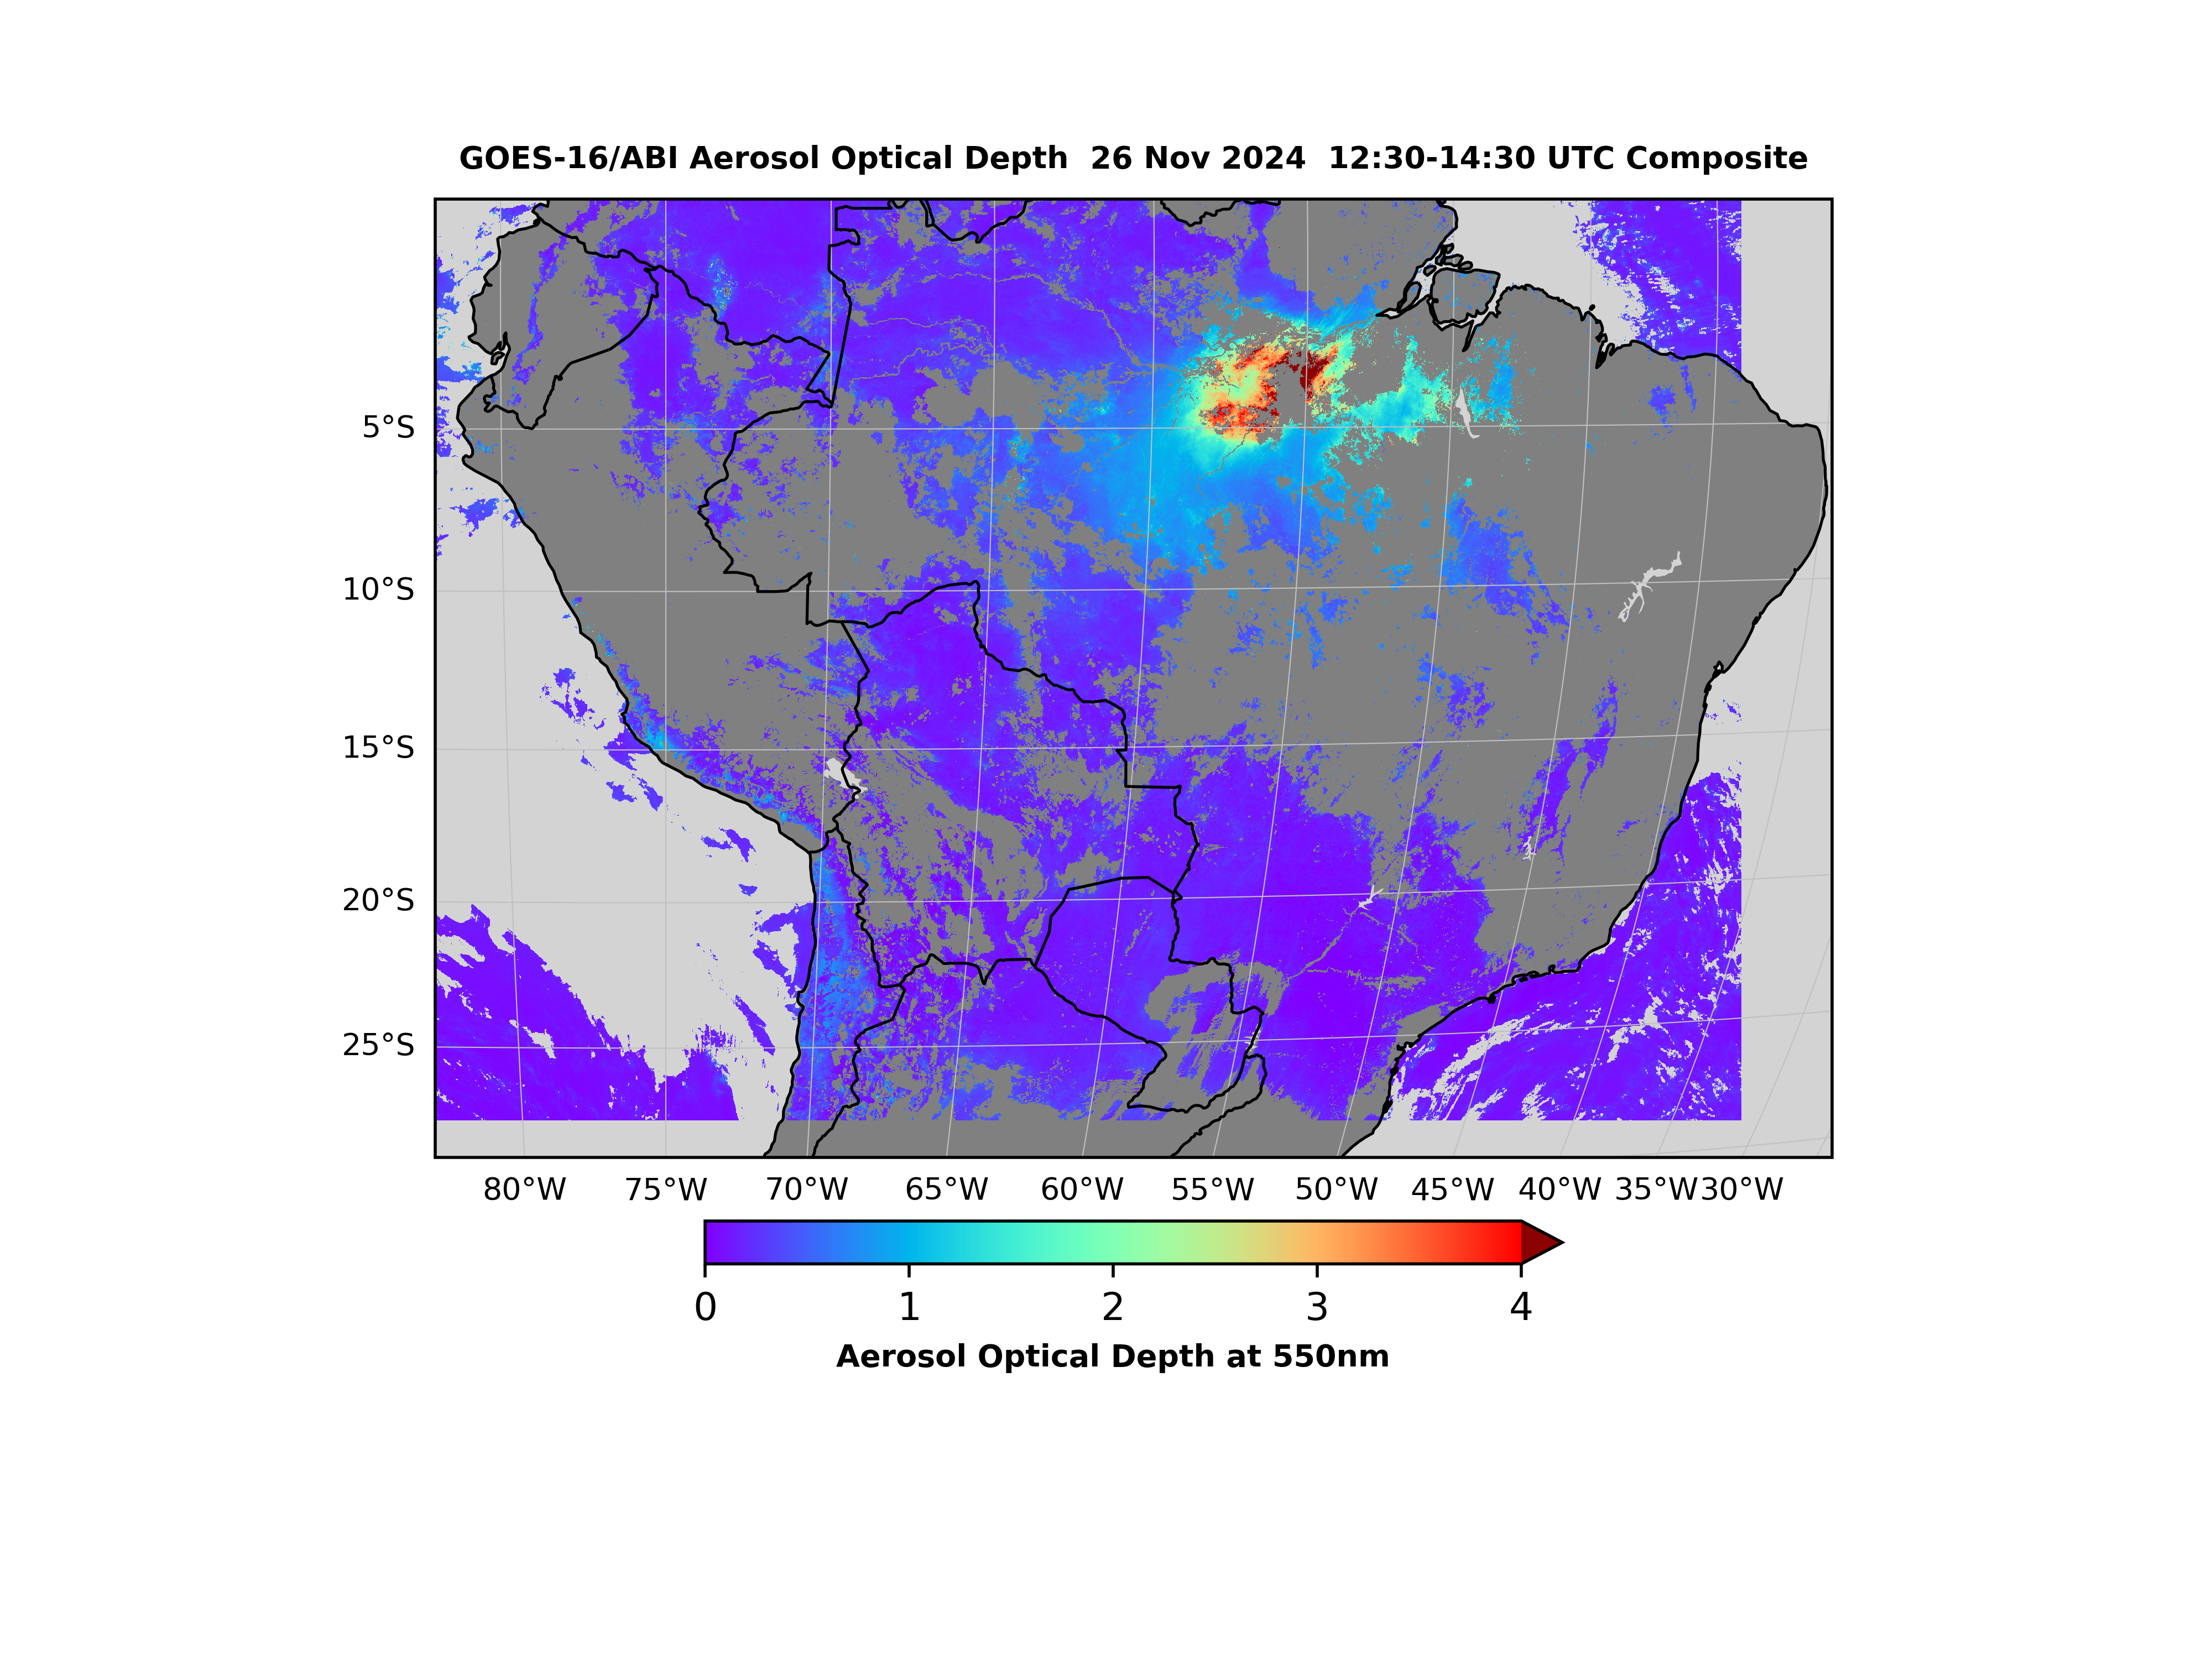 GOES-16/ABI Aerosol Optical Depth  26 Nov 2024  12:30-14:30 UTC Composite
5°S
10°S
15°S
20°S
25°S
80°W 75°W 70°W 65°W 60°W 55°W 50°W 45°W 40°W 35°W 30°W
0 1 2 3 4
Aerosol Optical Depth at 550nm